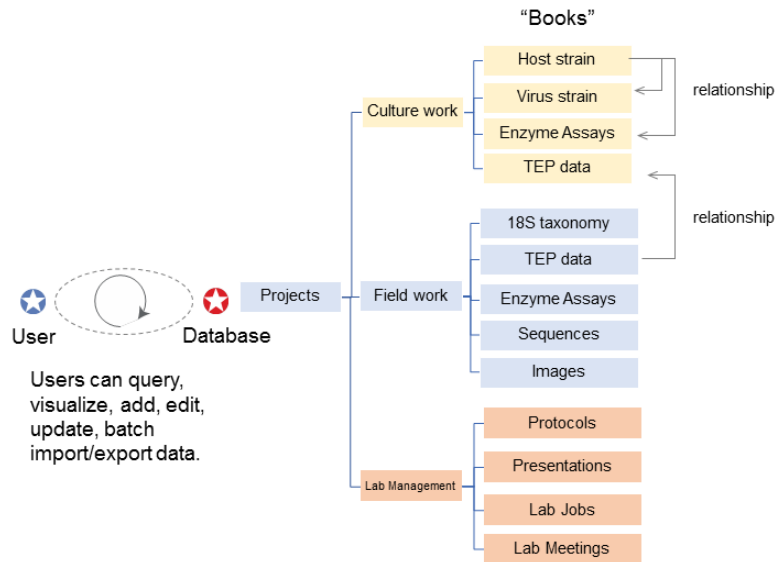 “Books”
Host strain
Virus strain
relationship
Culture work
Enzyme Assays
TEP data
relationship
18S taxonomy
TEP data
Projects
Field work
Enzyme Assays
User
Database
Sequences
Images
Users can query,
visualize, add, edit,
update, batch
import/export data.
Protocols
Presentations
Lab Management
Lab Jobs
Lab Meetings